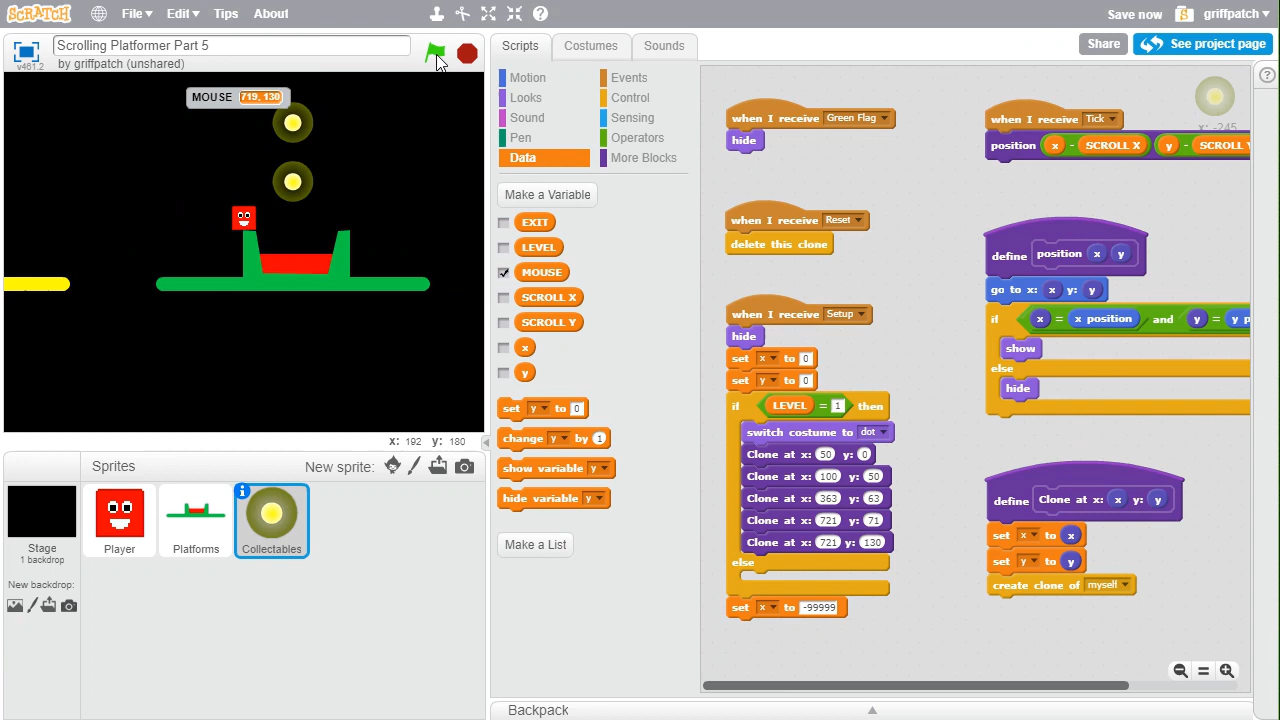 SCRATCH File Edit Tips About Save now griffpatch
Scrolling Platformer Part 5
by griffpatch (unshared)
v461.2
Scripts Costumes Sounds
Share See project page
MOUSE 719, 130
x: 192 y: 180
Motion Events
Looks Control
Sound Sensing
Pen Operators
Data More Blocks
Make a Variable
EXIT
LEVEL
MOUSE
SCROLL X
SCROLL Y
x
y
set y to 0
change y by 1
show variable y
hide variable y
Make a List
when I receive Green Flag
hide
when I receive Reset
delete this clone
when I receive Setup
hide
set x to 0
set y to 0
if LEVEL = 1 then
switch costume to dot
Clone at x: 50 y: 0
Clone at x: 100 y: 50
Clone at x: 363 y: 63
Clone at x: 721 y: 71
Clone at x: 721 y: 130
else
set x to -99999
x: -245
when I receive Tick
position x - SCROLL X y - SCROLL
define position x y
go to x: x y: y
if x = x position and y = y
show
else
hide
define Clone at x: x y: y
set x to x
set y to y
create clone of myself
Sprites New sprite:
Stage
1 backdrop
New backdrop:
Player Platforms Collectables
Backpack